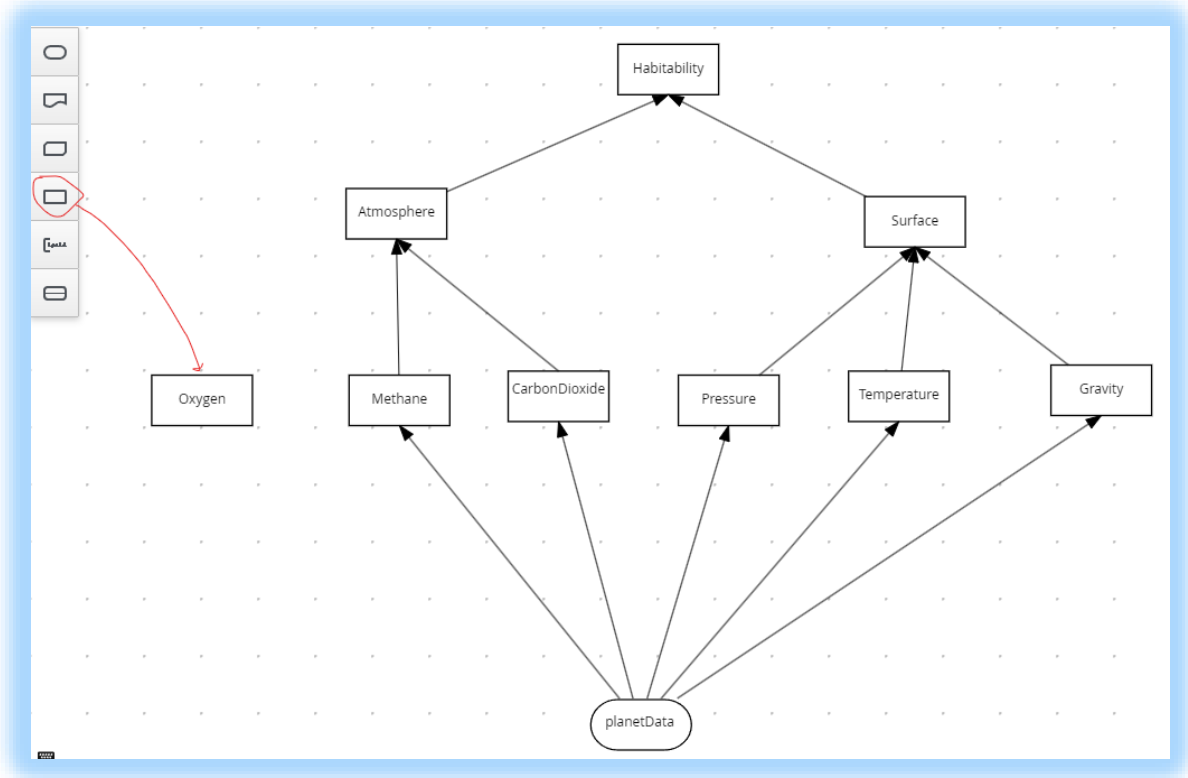 Habitability
Atmosphere
Surface
Oxygen
Methane
CarbonDioxide
Pressure
Temperature
Gravity
planetData